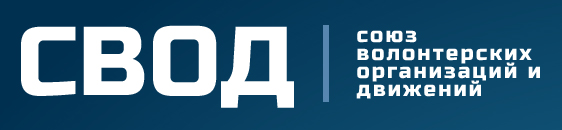 СВОД
союз
волонтерских
организаций и
движений